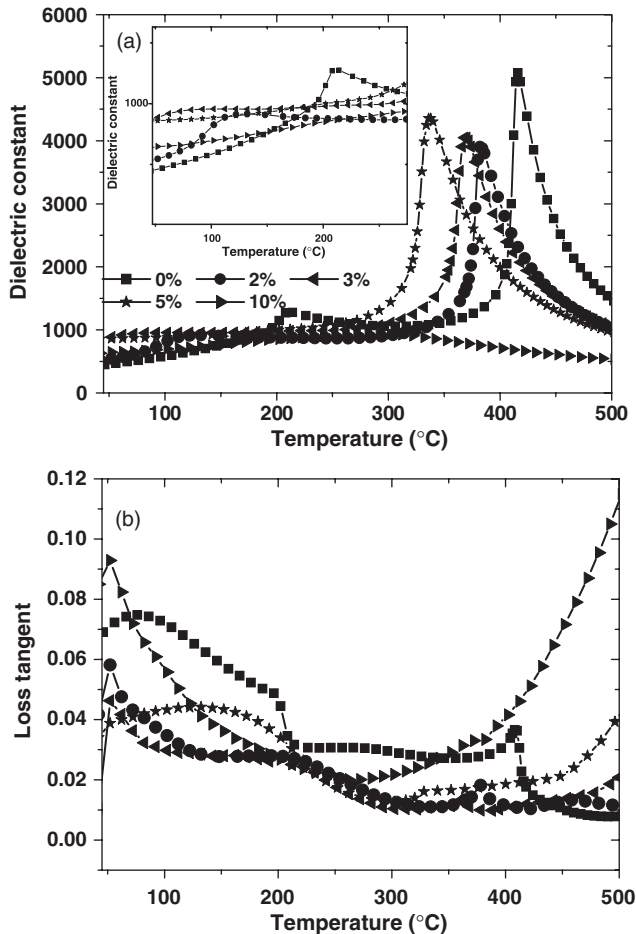 6000
(a)
5000
4000
3000
2000
1000
0
Dielectric constant
1000
Dielectric constant
100
200
Temperature (°C)
0% 2% 3%
5% 10%
100 200 300 400 500
Temperature (°C)
0.12
(b)
0.10
0.08
0.06
0.04
0.02
0.00
Loss tangent
100 200 300 400 500
Temperature (°C)